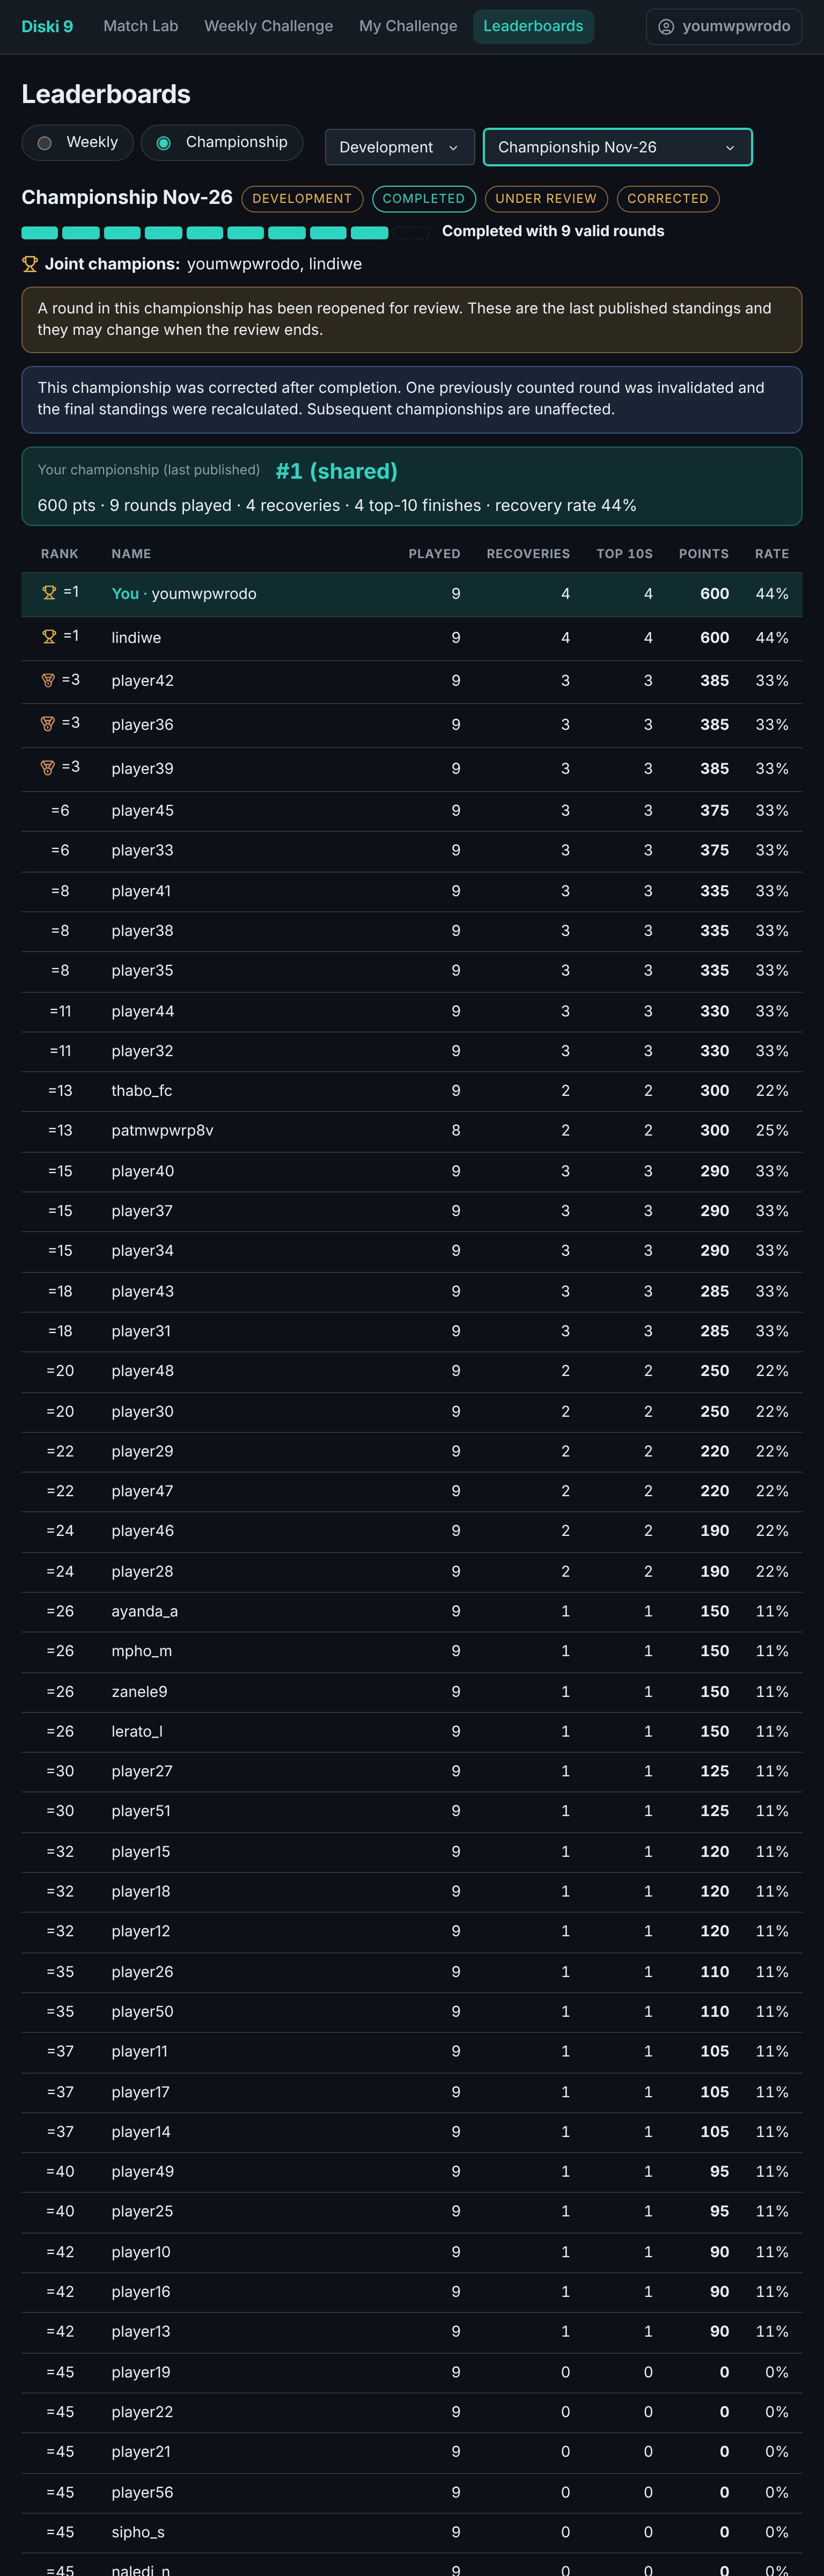 Diski 9 Match Lab Weekly Challenge My Challenge Leaderboards youmwpwrodo
Leaderboards
Weekly Championship Development Championship Nov-26
Championship Nov-26 DEVELOPMENT COMPLETED UNDER REVIEW CORRECTED
Completed with 9 valid rounds
Joint champions: youmwpwrodo, lindiwe
A round in this championship has been reopened for review. These are the last published standings and
they may change when the review ends.
This championship was corrected after completion. One previously counted round was invalidated and
the final standings were recalculated. Subsequent championships are unaffected.
Your championship (last published) #1 (shared)
600 pts · 9 rounds played · 4 recoveries · 4 top-10 finishes · recovery rate 44%
RANK NAME PLAYED RECOVERIES TOP 10S POINTS RATE
=1 You · youmwpwrodo 9 4 4 600 44%
=1 lindiwe 9 4 4 600 44%
=3 player42 9 3 3 385 33%
=3 player36 9 3 3 385 33%
=3 player39 9 3 3 385 33%
=6 player45 9 3 3 375 33%
=6 player33 9 3 3 375 33%
=8 player41 9 3 3 335 33%
=8 player38 9 3 3 335 33%
=8 player35 9 3 3 335 33%
=11 player44 9 3 3 330 33%
=11 player32 9 3 3 330 33%
=13 thabo_fc 9 2 2 300 22%
=13 patmwpwrp8v 8 2 2 300 25%
=15 player40 9 3 3 290 33%
=15 player37 9 3 3 290 33%
=15 player34 9 3 3 290 33%
=18 player43 9 3 3 285 33%
=18 player31 9 3 3 285 33%
=20 player48 9 2 2 250 22%
=20 player30 9 2 2 250 22%
=22 player29 9 2 2 220 22%
=22 player47 9 2 2 220 22%
=24 player46 9 2 2 190 22%
=24 player28 9 2 2 190 22%
=26 ayanda_a 9 1 1 150 11%
=26 mpho_m 9 1 1 150 11%
=26 zanele9 9 1 1 150 11%
=26 lerato_l 9 1 1 150 11%
=30 player27 9 1 1 125 11%
=30 player51 9 1 1 125 11%
=32 player15 9 1 1 120 11%
=32 player18 9 1 1 120 11%
=32 player12 9 1 1 120 11%
=35 player26 9 1 1 110 11%
=35 player50 9 1 1 110 11%
=37 player11 9 1 1 105 11%
=37 player17 9 1 1 105 11%
=37 player14 9 1 1 105 11%
=40 player49 9 1 1 95 11%
=40 player25 9 1 1 95 11%
=42 player10 9 1 1 90 11%
=42 player16 9 1 1 90 11%
=42 player13 9 1 1 90 11%
=45 player19 9 0 0 0 0%
=45 player22 9 0 0 0 0%
=45 player21 9 0 0 0 0%
=45 player56 9 0 0 0 0%
=45 sipho_s 9 0 0 0 0%
=45 naledi_n 9 0 0 0 0%